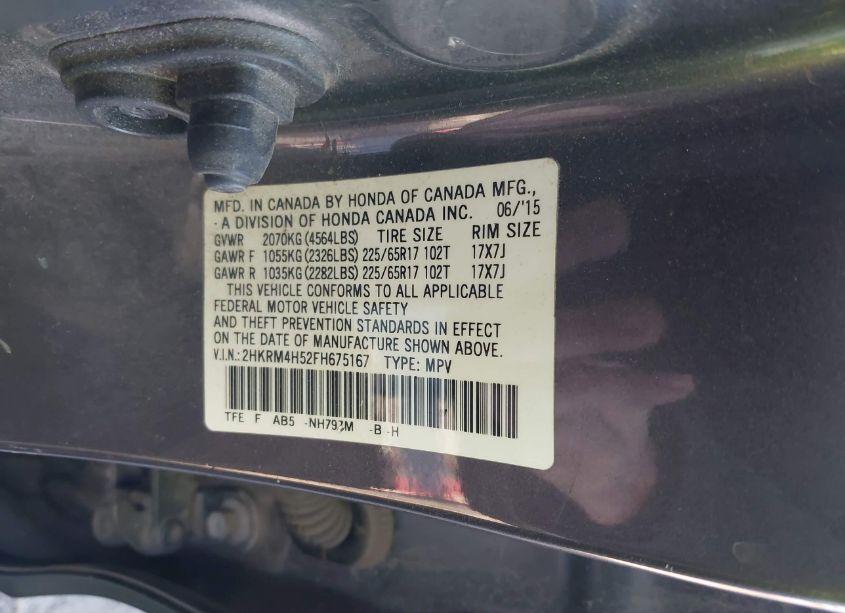 MFD. IN CANADA BY HONDA OF CANADA MFG.,
- A DIVISION OF HONDA CANADA INC. 06/'15
GVWR 2070KG (4564LBS) TIRE SIZE RIM SIZE
GAWR F 1055KG (2326LBS) 225/65R17 102T 17X7J
GAWR R 1035KG (2282LBS) 225/65R17 102T 17X7J
THIS VEHICLE CONFORMS TO ALL APPLICABLE
FEDERAL MOTOR VEHICLE SAFETY
AND THEFT PREVENTION STANDARDS IN EFFECT
ON THE DATE OF MANUFACTURE SHOWN ABOVE.
V.I.N.: 2HKRM4H52FH675167 TYPE: MPV
TFE F AB5 -B -H